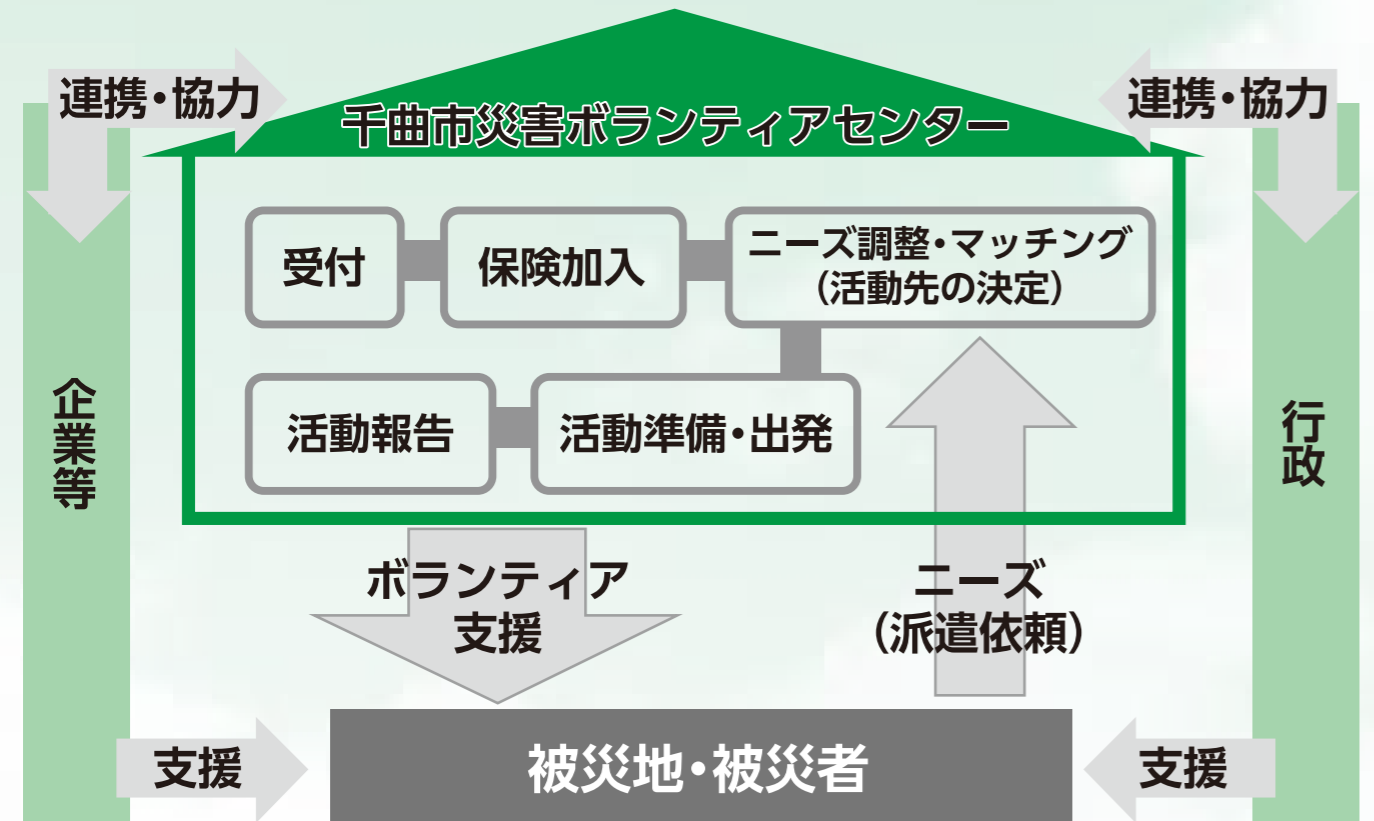 連携・協力
連携・協力
千曲市災害ボランティアセンター
受付
保険加入
ニーズ調整・マッチング
（活動先の決定）
活動報告
活動準備・出発
企業等
行政
ボランティア
支援
ニーズ
（派遣依頼）
支援
被災地・被災者
支援